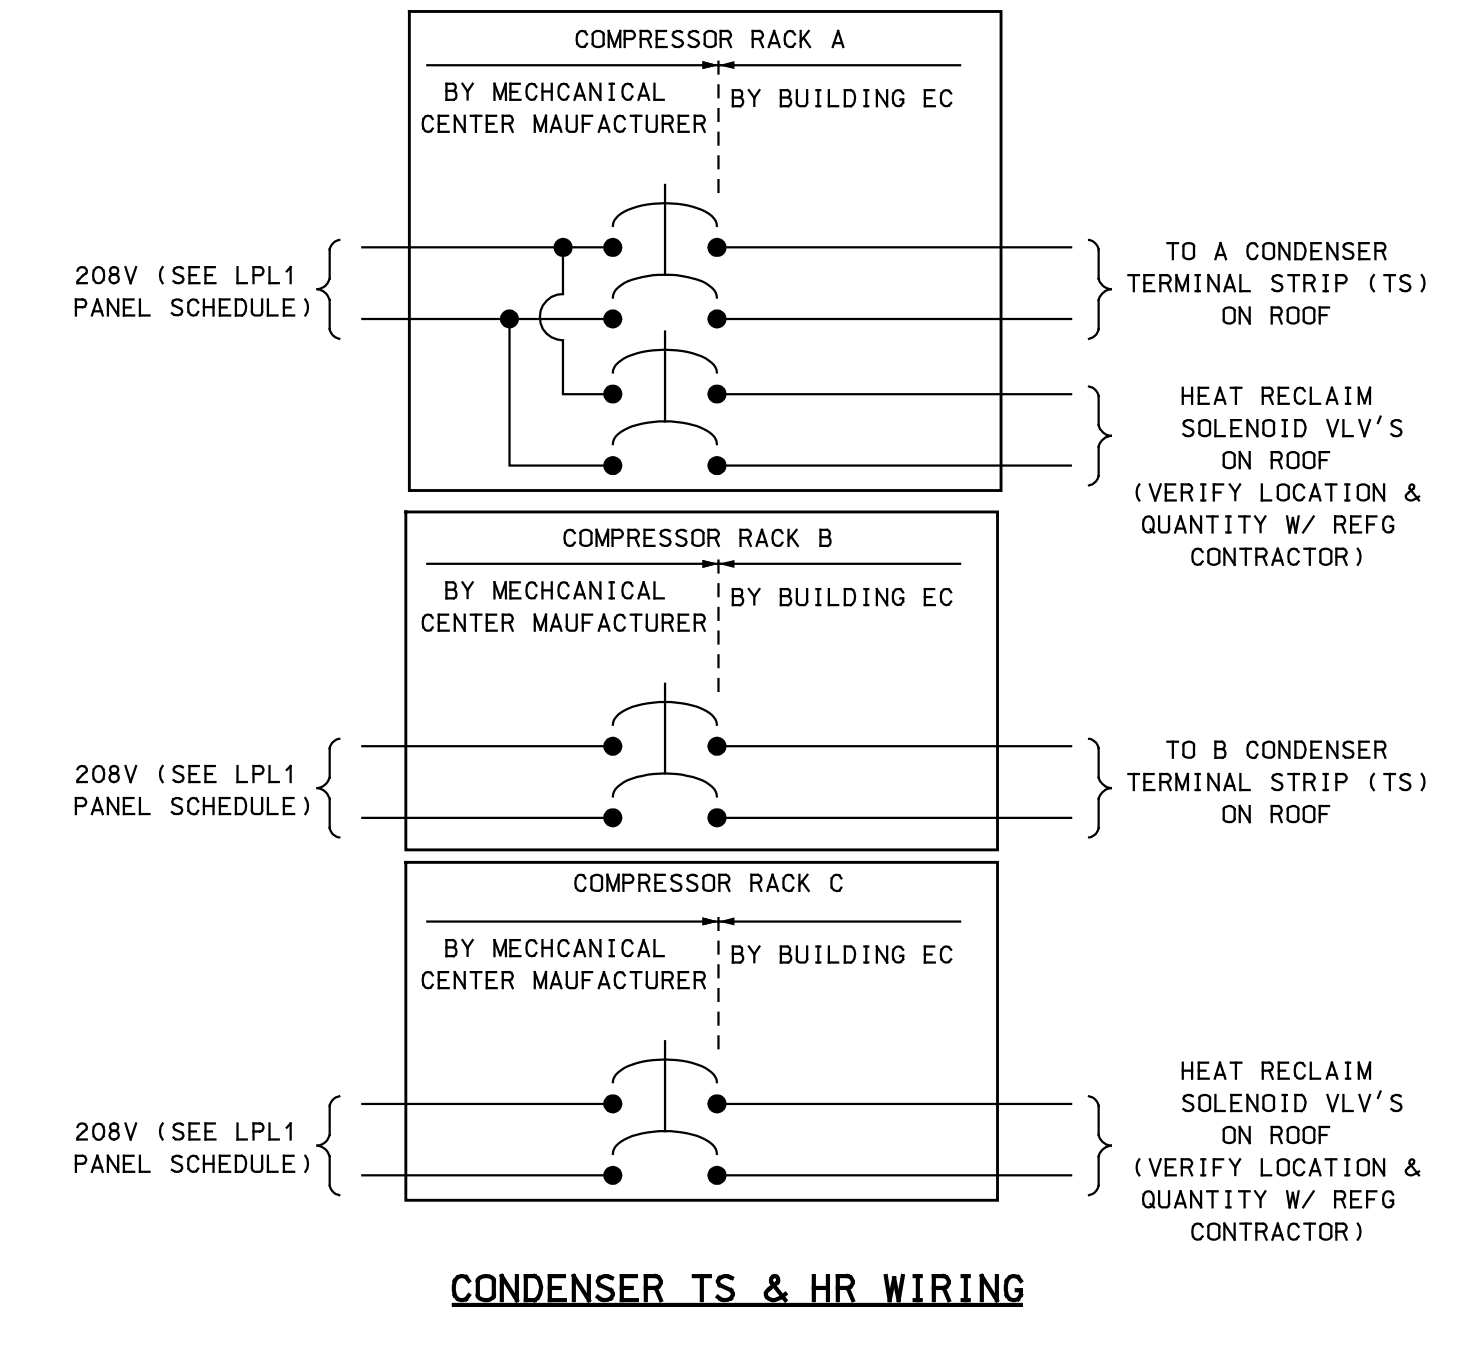 COMPRESSOR RACK A
BY MECHCANICAL
CENTER MAUFACTURER
BY BUILDING EC
208V (SEE LPL1
PANEL SCHEDULE)
TO A CONDENSER
TERMINAL STRIP (TS)
ON ROOF
HEAT RECLAIM
SOLENOID VLV'S
ON ROOF
(VERIFY LOCATION &
QUANTITY W/ REFG
CONTRACTOR)
COMPRESSOR RACK B
BY MECHCANICAL
CENTER MAUFACTURER
BY BUILDING EC
208V (SEE LPL1
PANEL SCHEDULE)
TO B CONDENSER
TERMINAL STRIP (TS)
ON ROOF
COMPRESSOR RACK C
BY MECHCANICAL
CENTER MAUFACTURER
BY BUILDING EC
208V (SEE LPL1
PANEL SCHEDULE)
HEAT RECLAIM
SOLENOID VLV'S
ON ROOF
(VERIFY LOCATION &
QUANTITY W/ REFG
CONTRACTOR)
CONDENSER TS & HR WIRING